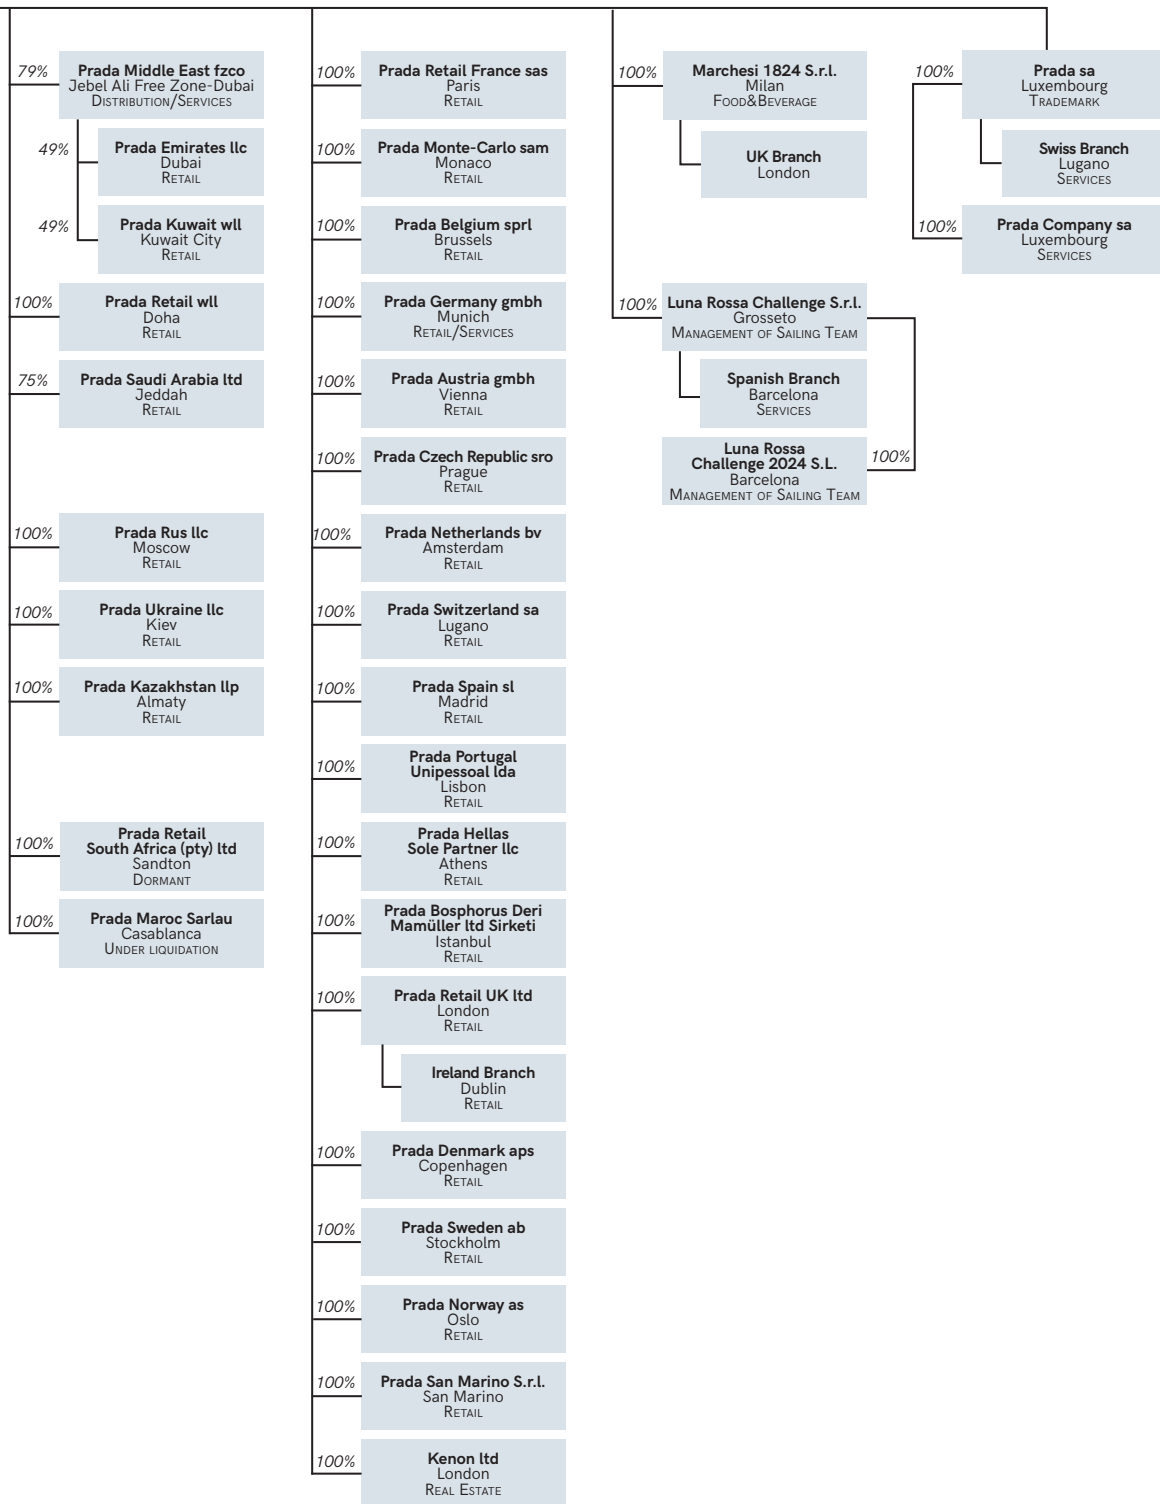 79%
Prada Middle East fzco
Jebel Ali Free Zone-Dubai
Distribution/Services
49%
Prada Emirates llc
Dubai
Retail
49%
Prada Kuwait wll
Kuwait City
Retail
100%
Prada Retail wll
Doha
Retail
75%
Prada Saudi Arabia ltd
Jeddah
Retail
100%
Prada Rus llc
Moscow
Retail
100%
Prada Ukraine llc
Kiev
Retail
100%
Prada Kazakhstan llp
Almaty
Retail
100%
Prada Retail
South Africa (pty) ltd
Sandton
Dormant
100%
Prada Maroc Sarlau
Casablanca
Under liquidation
100%
Prada Retail France sas
Paris
Retail
100%
Prada Monte-Carlo sam
Monaco
Retail
100%
Prada Belgium sprl
Brussels
Retail
100%
Prada Germany gmbh
Munich
Retail/Services
100%
Prada Austria gmbh
Vienna
Retail
100%
Prada Czech Republic sro
Prague
Retail
100%
Prada Netherlands bv
Amsterdam
Retail
100%
Prada Switzerland sa
Lugano
Retail
100%
Prada Spain sl
Madrid
Retail
100%
Prada Portugal
Unipessoal lda
Lisbon
Retail
100%
Prada Hellas
Sole Partner llc
Athens
Retail
100%
Prada Bosphorus Deri
Mamüller ltd Sirketi
Istanbul
Retail
100%
Prada Retail UK ltd
London
Retail
Ireland Branch
Dublin
Retail
100%
Prada Denmark aps
Copenhagen
Retail
100%
Prada Sweden ab
Stockholm
Retail
100%
Prada Norway as
Oslo
Retail
100%
Prada San Marino S.r.l.
San Marino
Retail
100%
Kenon ltd
London
Real Estate
100%
Marchesi 1824 S.r.l.
Milan
Food&Beverage
UK Branch
London
100%
Luna Rossa Challenge S.r.l.
Grosseto
Management of Sailing Team
Spanish Branch
Barcelona
Services
Luna Rossa
Challenge 2024 S.L.
Barcelona
Management of Sailing Team
100%
100%
Prada sa
Luxembourg
Trademark
Swiss Branch
Lugano
Services
100%
Prada Company sa
Luxembourg
Services